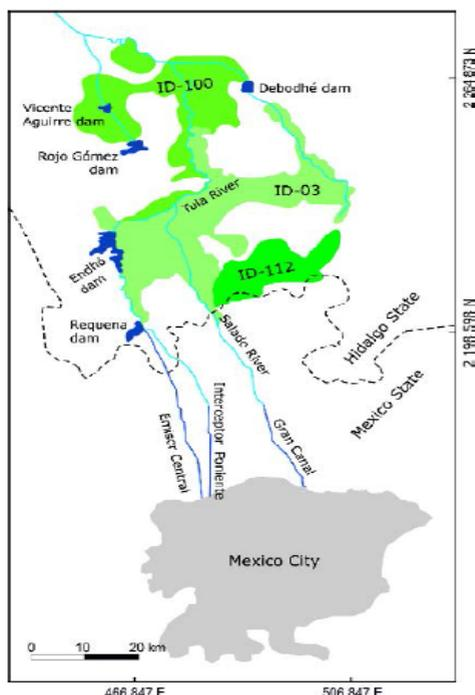 ID-100
Debodhé dam
Vicente
Aguirre dam
Rojo Gómez
dam
2 264 873 N
Tula River
ID-03
Endhó
dam
ID-112
Requena
dam
Salado River
Hidalgo State
2 198 598 N
Mexico State
Emisor Central
Interceptor Poniente
Gran Canal
Mexico City
0 10 20 km
466 847 E
506 847 E